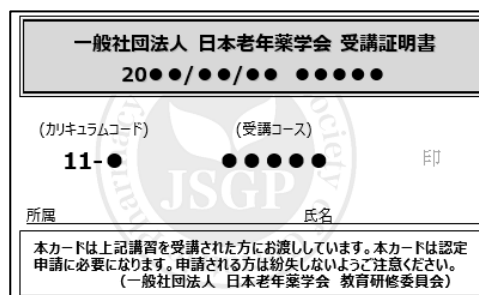 一般社団法人 日本老年薬学会 受講証明書
20●●/●●/●● ●●●●●
(カリキュラムコード) (受講コース)
11-● ●●●●● 印
Pharmacy Society of
JSGP
所属 氏名
本カードは上記講習を受講された方にお渡ししています。本カードは認定
申請に必要になります。申請される方は紛失しないようご注意ください。
(一般社団法人 日本老年薬学会 教育研修委員会)